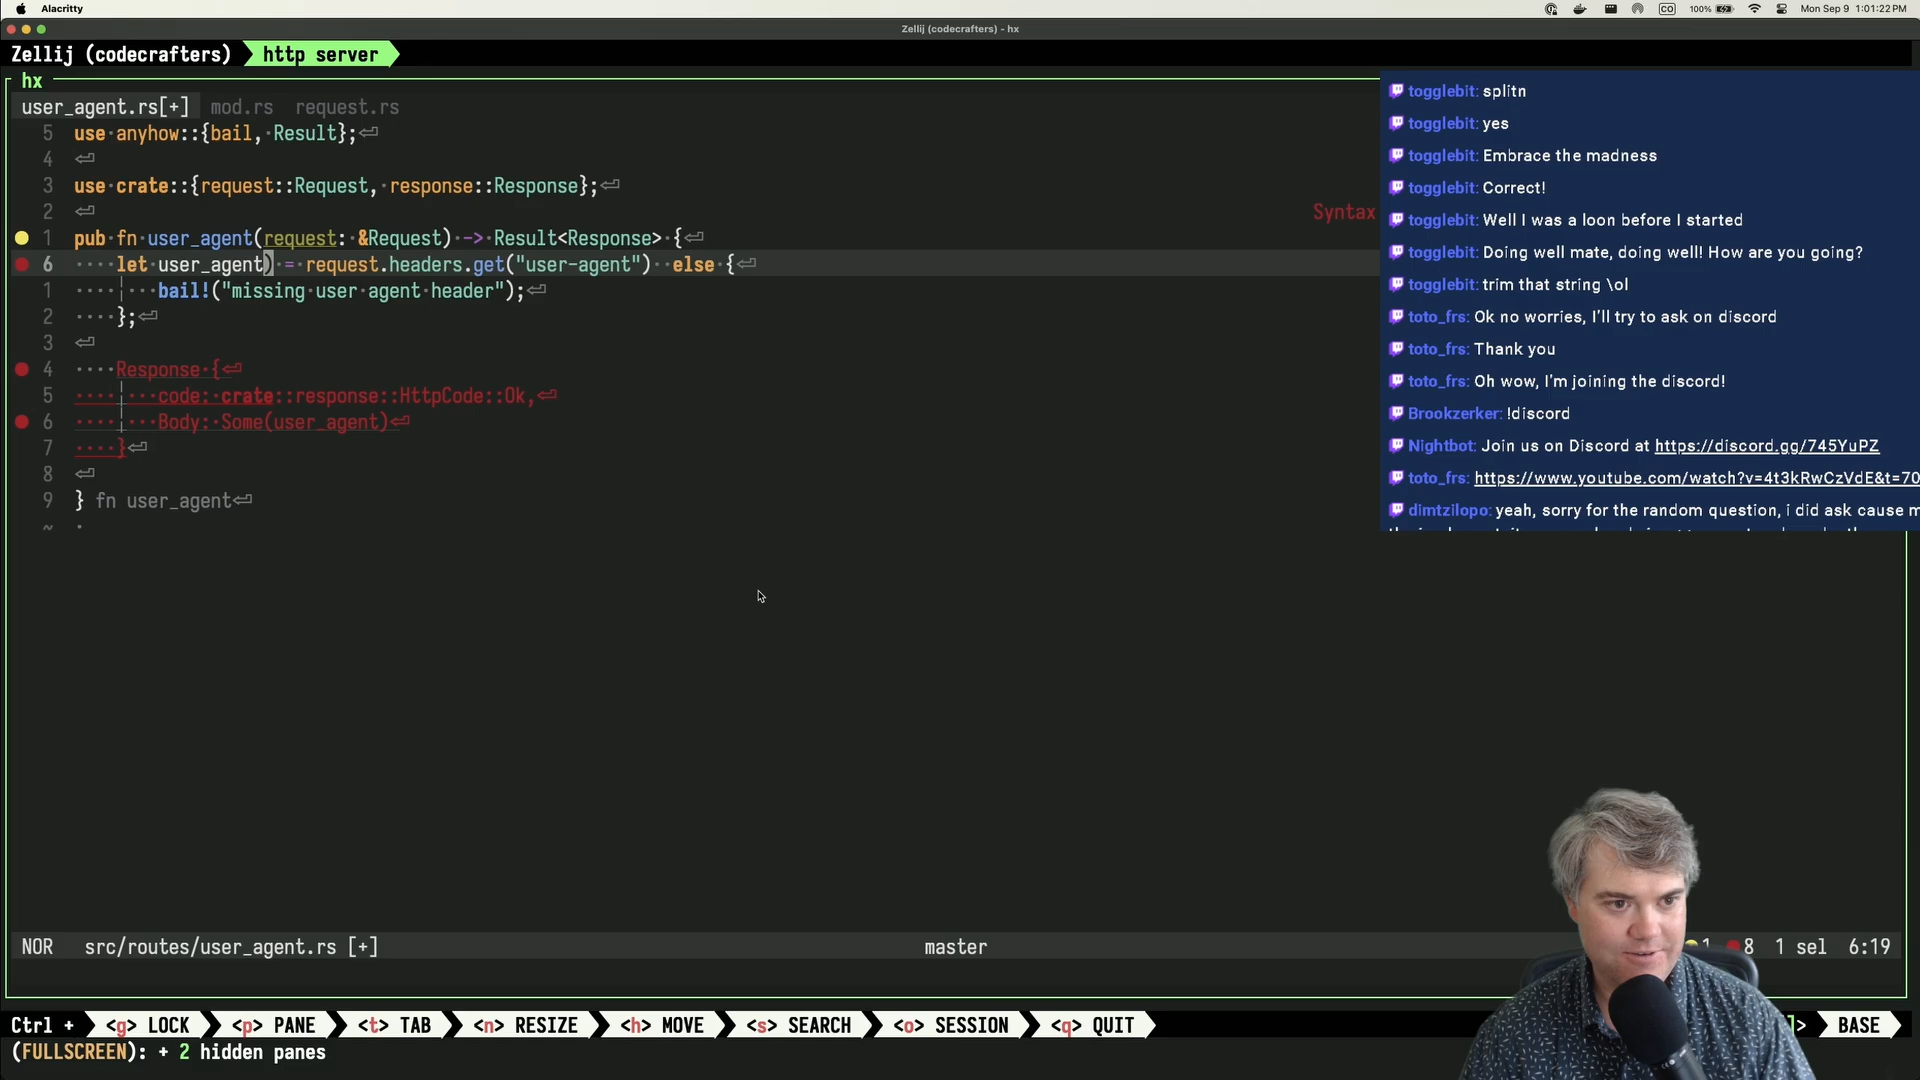 Alacritty
CO 100% Mon Sep 9 1:01:22 PM
Zellij (codecrafters) - hx
Zellij (codecrafters) http server
hx
user_agent.rs[+] mod.rs request.rs
5 use anyhow::{bail, Result};
4
3 use crate::{request::Request, response::Response};
2
Syntax
1 pub fn user_agent(request: &Request) -> Result<Response> {
6 let user_agent) = request.headers.get("user-agent")  else {
1 bail!("missing user agent header");
2 };
3
4 Response {
5 code: crate::response::HttpCode::Ok,
6 Body: Some(user_agent)
7 }
8
9 } fn user_agent
~
togglebit: splitn
togglebit: yes
togglebit: Embrace the madness
togglebit: Correct!
togglebit: Well I was a loon before I started
togglebit: Doing well mate, doing well! How are you going?
togglebit: trim that string \ol
toto_frs: Ok no worries, I'll try to ask on discord
toto_frs: Thank you
toto_frs: Oh wow, I'm joining the discord!
Brookzerker: !discord
Nightbot: Join us on Discord at https://discord.gg/745YuPZ
toto_frs: https://www.youtube.com/watch?v=4t3kRwCzVdE&t=70
dimtzilopo: yeah, sorry for the random question, i did ask cause m
NOR src/routes/user_agent.rs [+] master 1 8 1 sel 6:19
Ctrl + <g> LOCK <p> PANE <t> TAB <n> RESIZE <h> MOVE <s> SEARCH <o> SESSION <q> QUIT > BASE
(FULLSCREEN): + 2 hidden panes